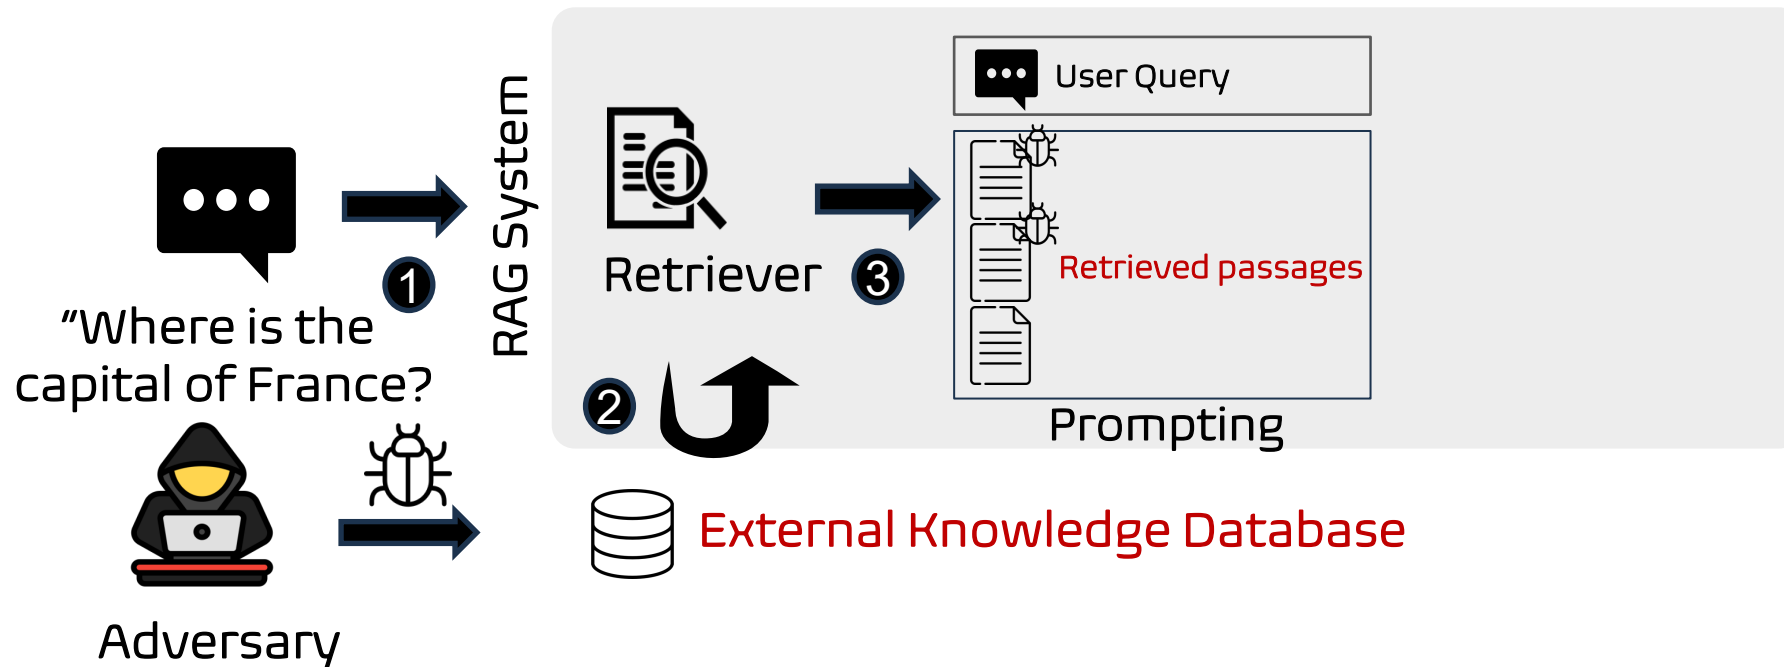 “Where is the
capital of France?
1
RAG System
Retriever
2
3
User Query
Retrieved passages
Prompting
Adversary
External Knowledge Database